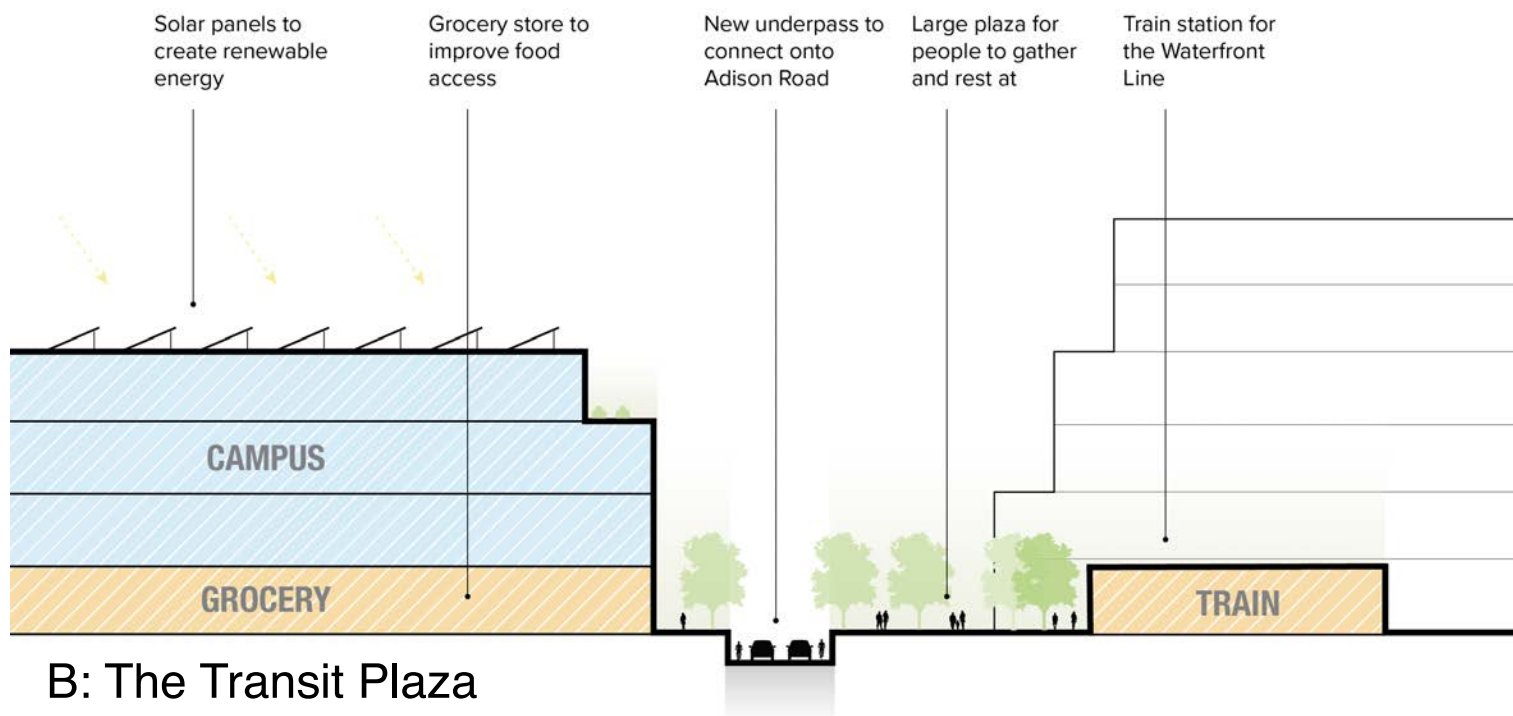 Solar panels to
create renewable
energy
Grocery store to
improve food
access
New underpass to
connect onto
Adison Road
Large plaza for
people to gather
and rest at
Train station for
the Waterfront
Line
CAMPUS
GROCERY
TRAIN
B: The Transit Plaza